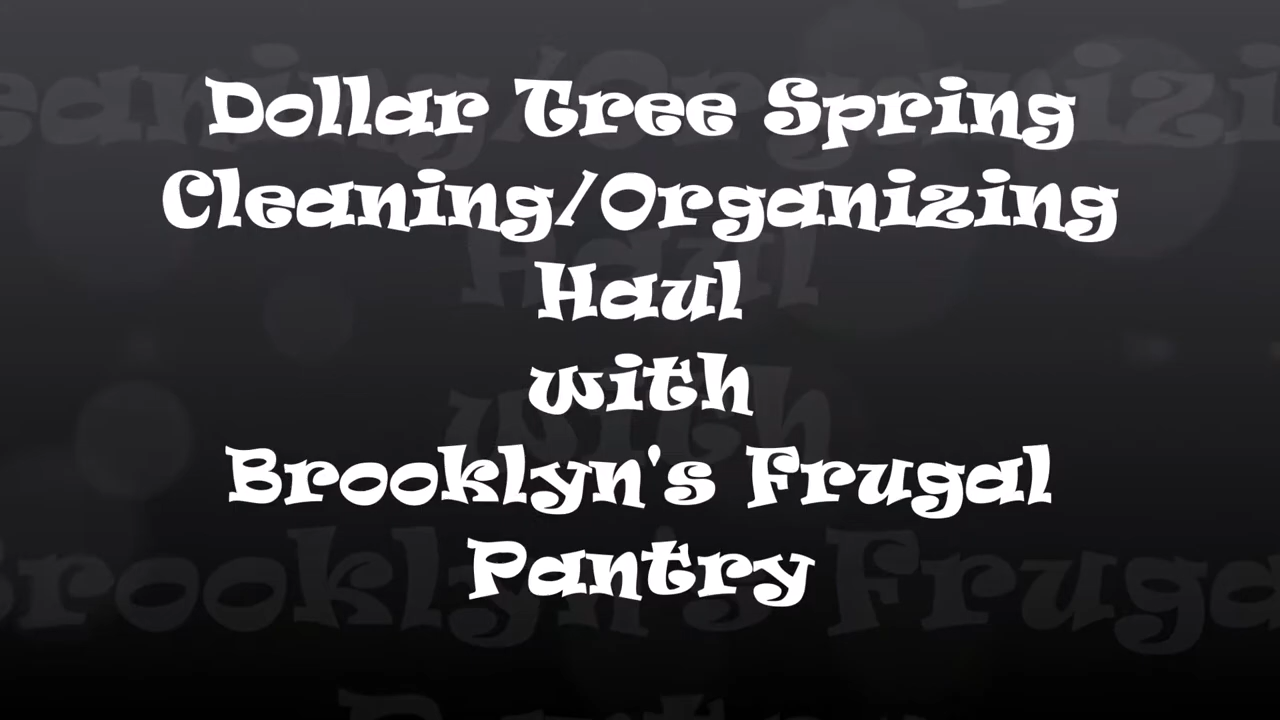 Dollar Tree Spring
Cleaning/Organizing
Haul
with
Brooklyn's Frugal
Pantry